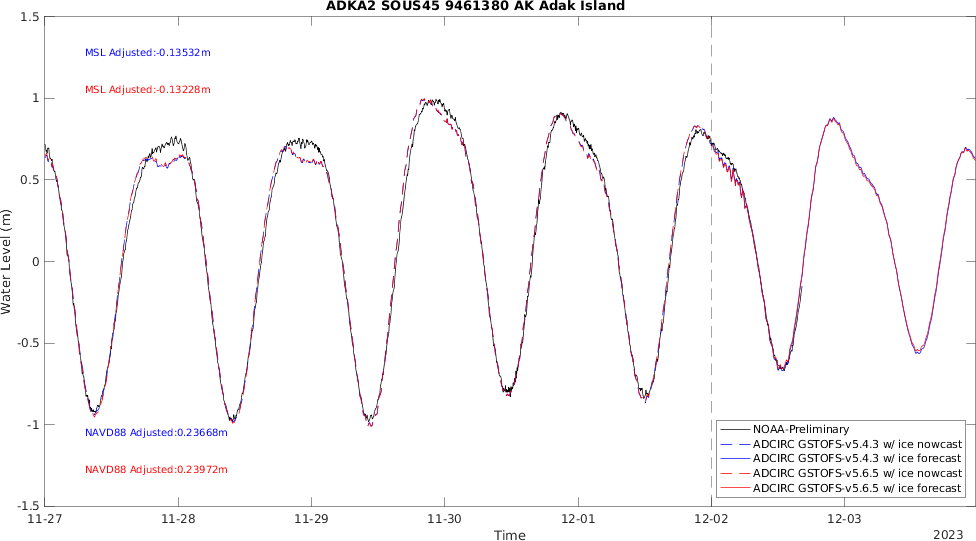 ADKA2 SOUS45 9461380 AK Adak Island
1.5
1
0.5
0
-0.5
-1
-1.5
Water Level (m)
MSL Adjusted:-0.13532m
MSL Adjusted:-0.13228m
NAVD88 Adjusted:0.23668m
NAVD88 Adjusted:0.23972m
NOAA-Preliminary
ADCIRC GSTOFS-v5.4.3 w/ ice nowcast
ADCIRC GSTOFS-v5.4.3 w/ ice forecast
ADCIRC GSTOFS-v5.6.5 w/ ice nowcast
ADCIRC GSTOFS-v5.6.5 w/ ice forecast
11-27 11-28 11-29 11-30 12-01 12-02 12-03
Time
2023